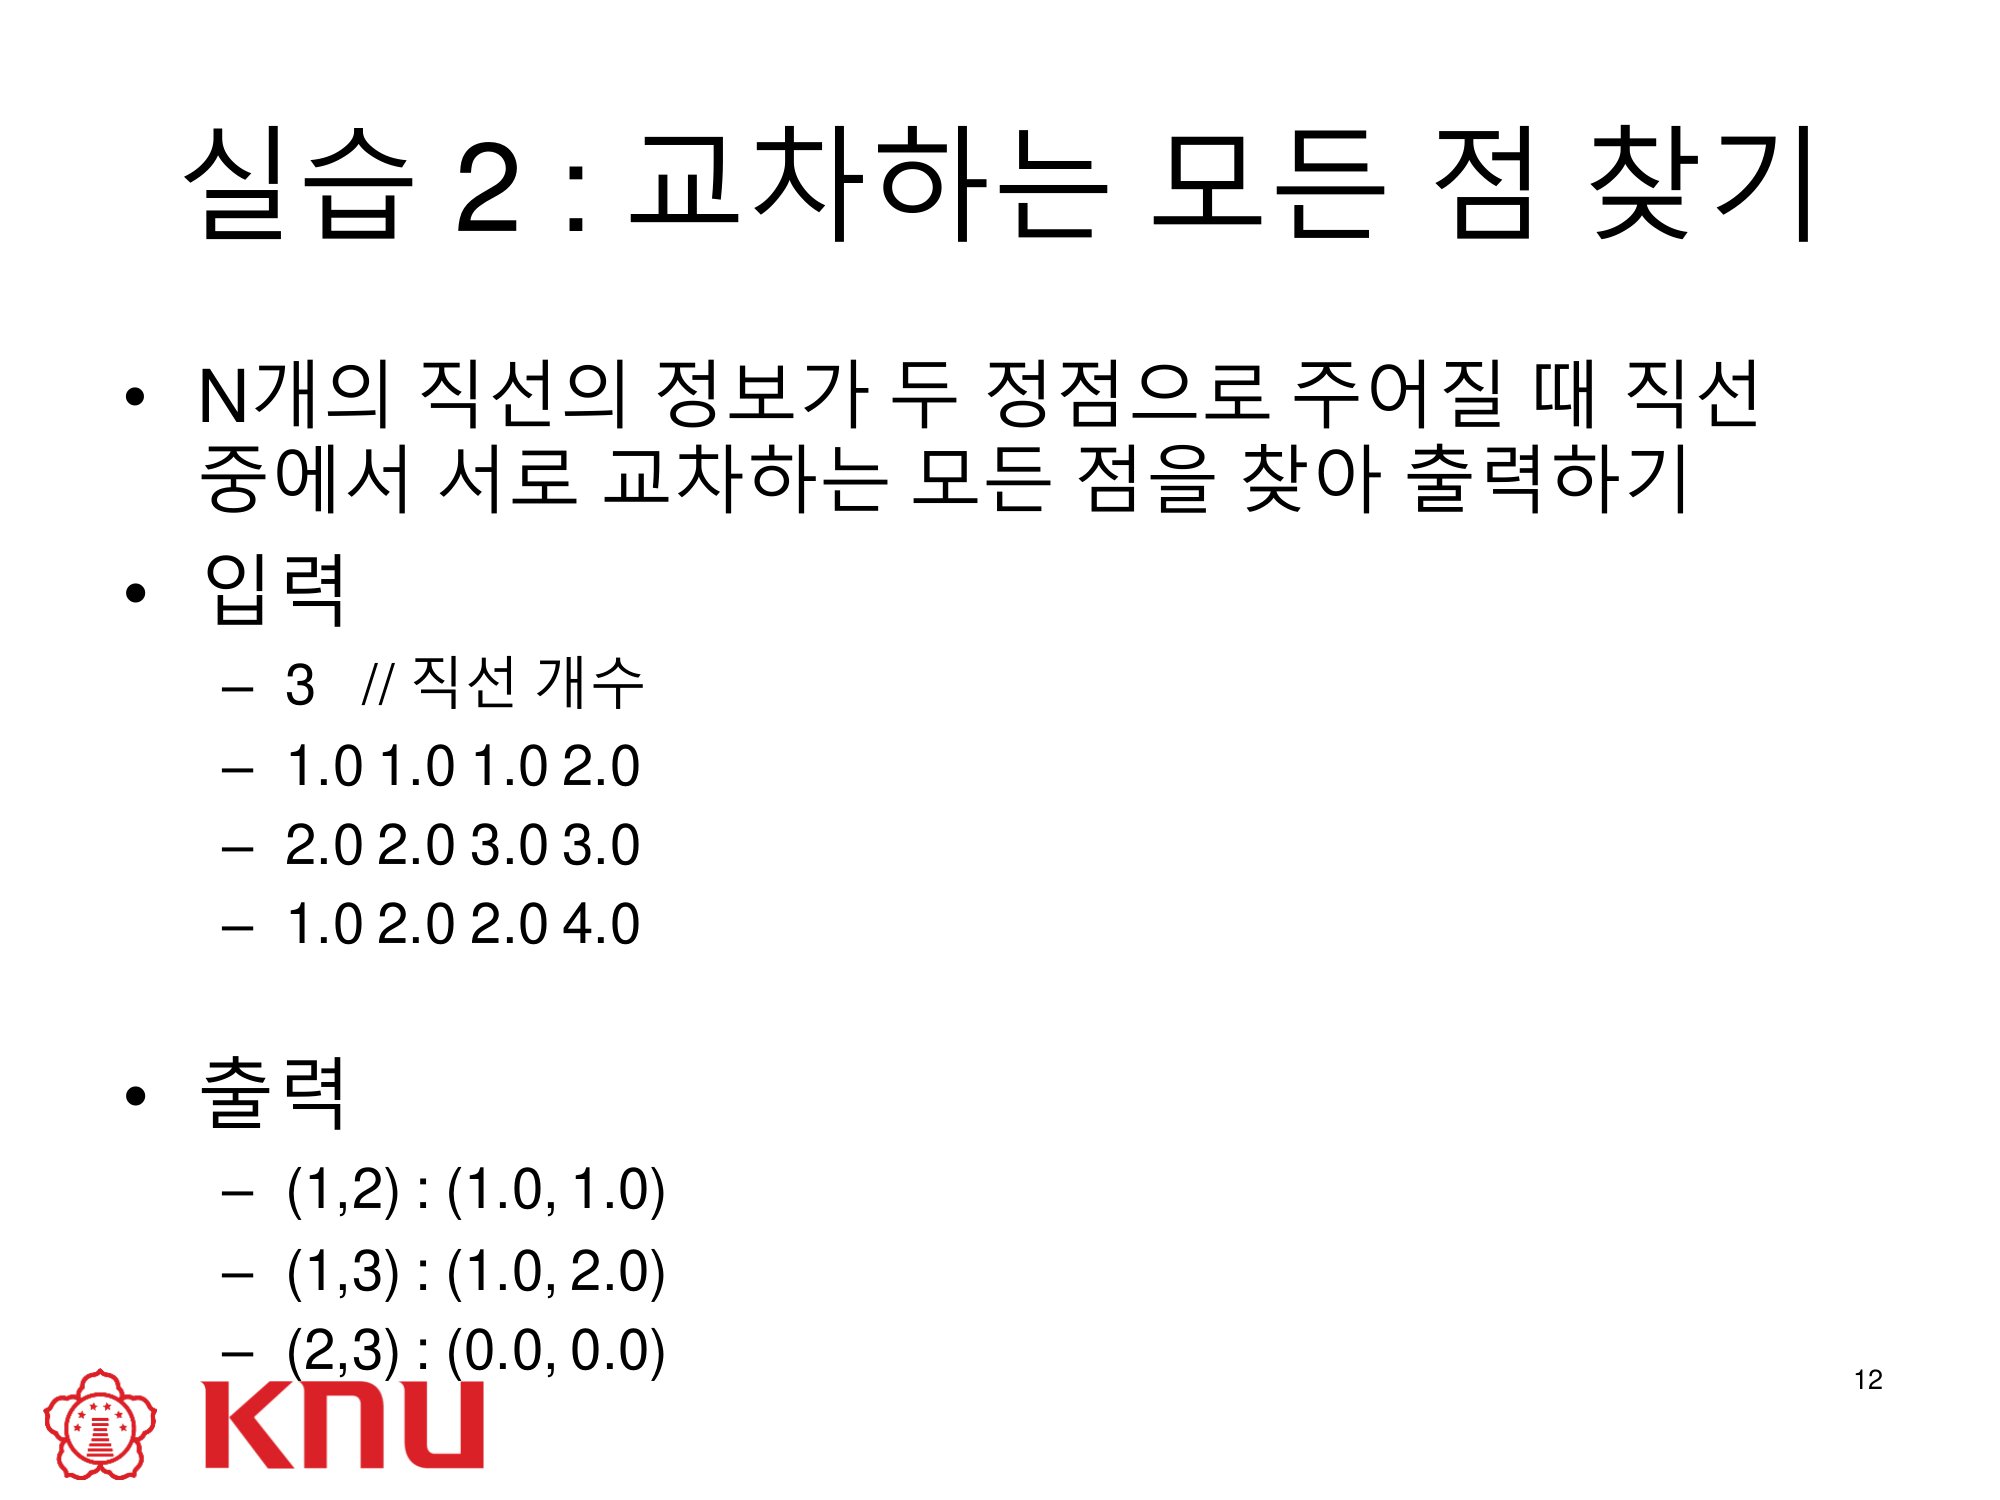 실습 2 : 교차하는 모든 점 찾기
• N개의 직선의 정보가 두 정점으로 주어질 때 직선
중에서 서로 교차하는 모든 점을 찾아 출력하기
• 입력
– 3 // 직선 개수
– 1.0 1.0 1.0 2.0
– 2.0 2.0 3.0 3.0
– 1.0 2.0 2.0 4.0
• 출력
– (1,2) : (1.0, 1.0)
– (1,3) : (1.0, 2.0)
– (2,3) : (0.0, 0.0)
KNU
12